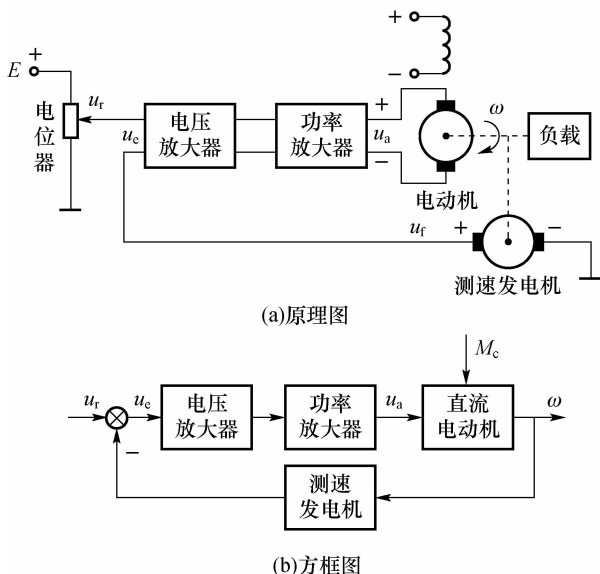 +
−
E
+
电位器
u_r
u_e
电压
放大器
功率
放大器
+
u_a
−
ω
负载
电动机
u_f
+
−
测速发电机
(a)原理图
M_c
u_r
u_e
电压
放大器
功率
放大器
u_a
直流
电动机
ω
−
测速
发电机
(b)方框图